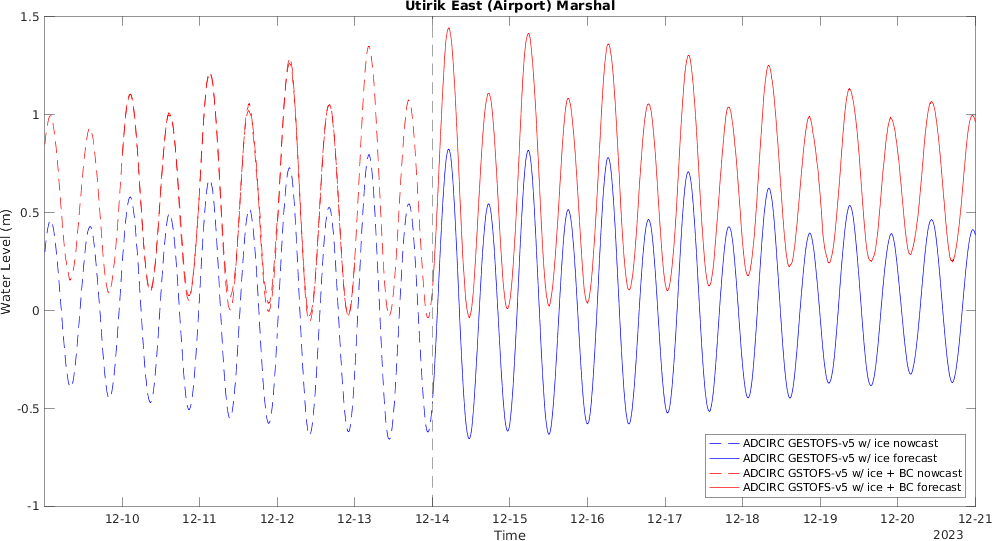 Utirik East (Airport) Marshal
1.5
1
0.5
0
-0.5
-1
Water Level (m)
ADCIRC GESTOFS-v5 w/ ice nowcast
ADCIRC GESTOFS-v5 w/ ice forecast
ADCIRC GSTOFS-v5 w/ ice + BC nowcast
ADCIRC GSTOFS-v5 w/ ice + BC forecast
12-10 12-11 12-12 12-13 12-14 12-15 12-16 12-17 12-18 12-19 12-20 12-21
Time
2023